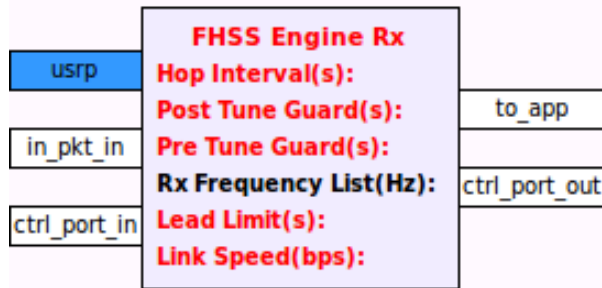 FHSS Engine Rx
usrp
Hop Interval(s):
Post Tune Guard(s):
to_app
in_pkt_in
Pre Tune Guard(s):
Rx Frequency List(Hz):
ctrl_port_out
ctrl_port_in
Lead Limit(s):
Link Speed(bps):